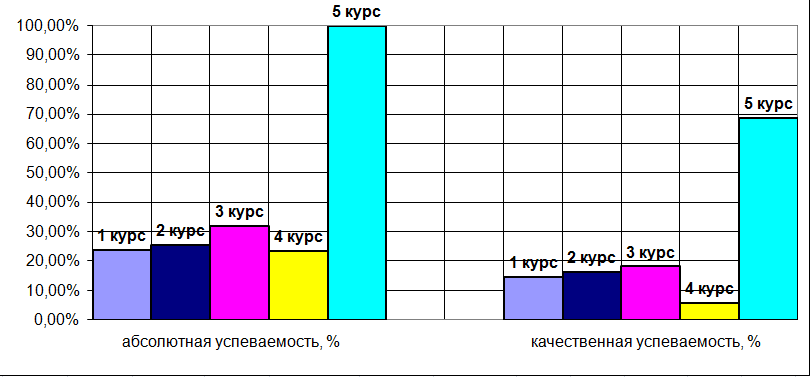 5 курс
100,00%
90,00%
80,00%
70,00%
60,00%
50,00%
40,00%
30,00%
20,00%
10,00%
0,00%
1 курс
2 курс
3 курс
4 курс
1 курс
2 курс
3 курс
4 курс
5 курс
абсолютная успеваемость, %
качественная успеваемость, %